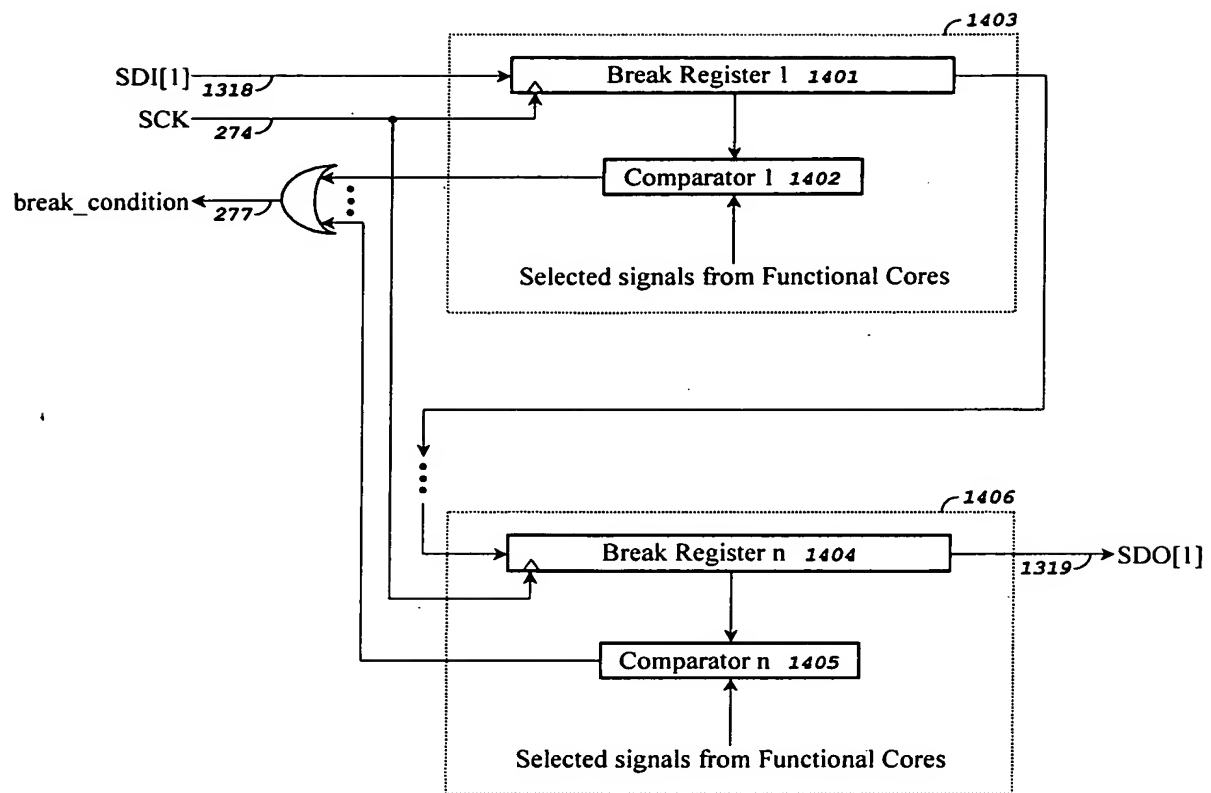 1403
SDI[1]
1318
Break Register 1 1401
SCK
274
Comparator 1 1402
break_condition
277
Selected signals from Functional Cores
1406
Break Register n 1404
1319
SDO[1]
Comparator n 1405
Selected signals from Functional Cores